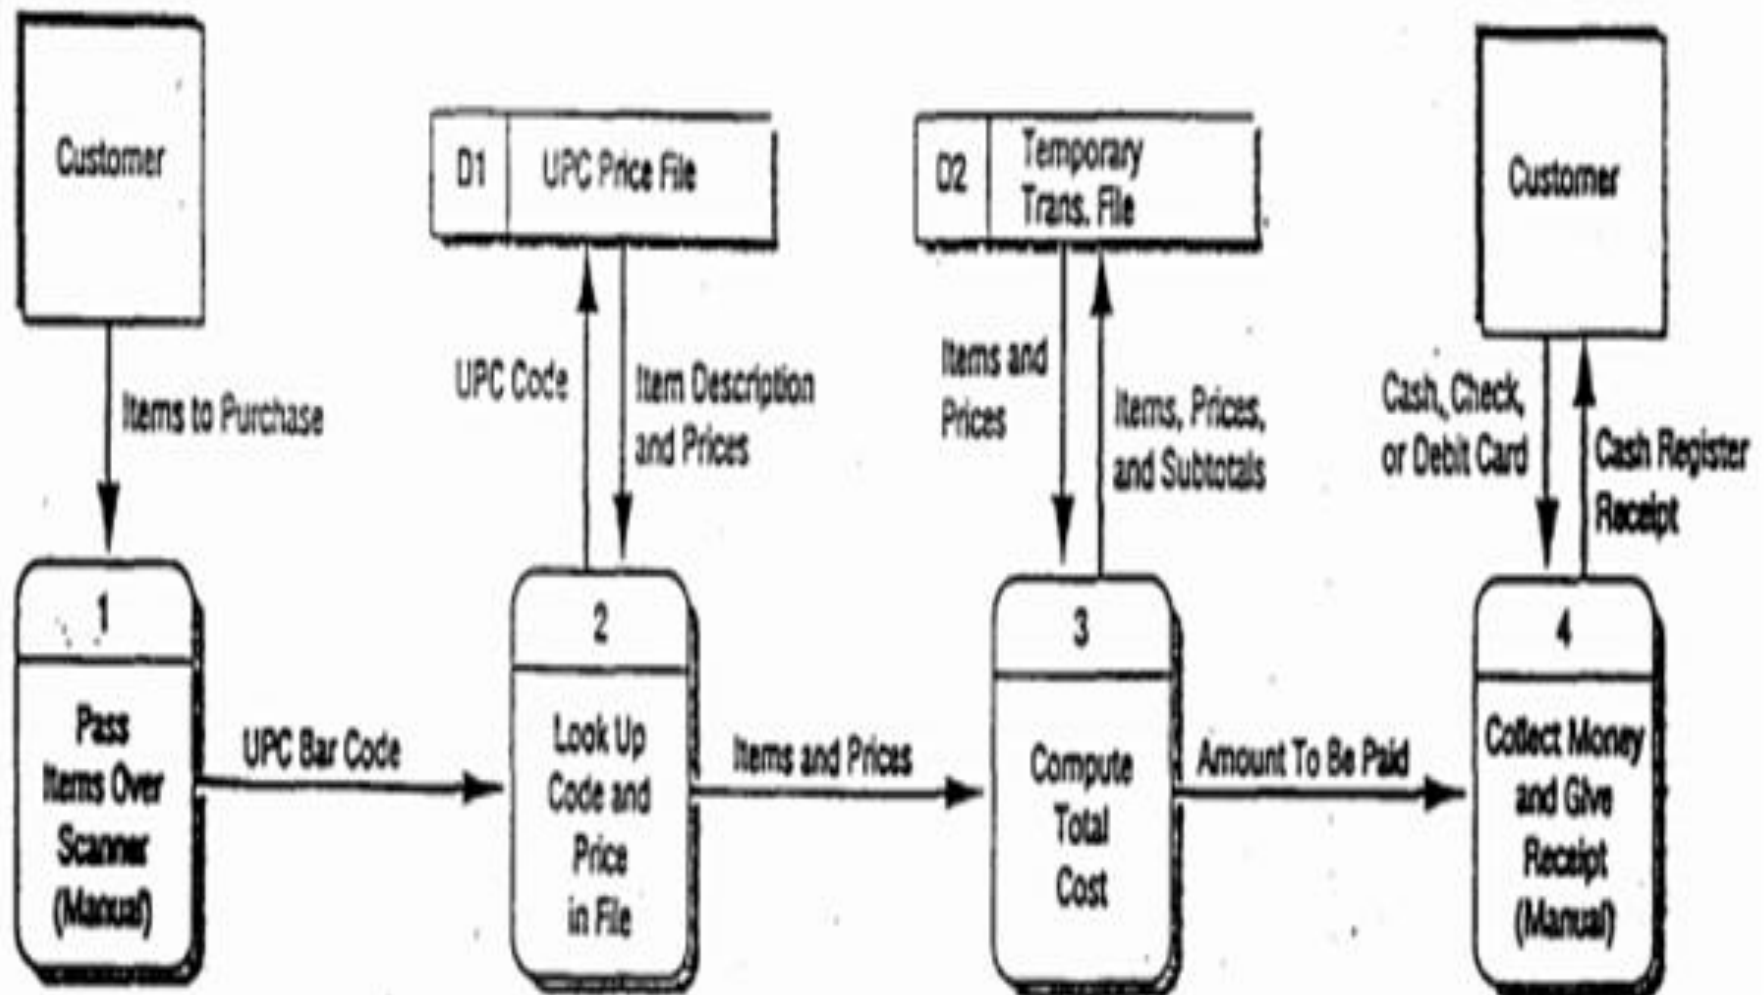 Customer
D1
UPC Price File
D2
Temporary
Trans. File
Customer
Items to Purchase
UPC Code
Item Description
and Prices
Items and
Prices
Items, Prices,
and Subtotals
Cash, Check,
or Debit Card
Cash Register
Receipt
1
Pass
Items Over
Scanner
(Manual)
UPC Bar Code
2
Look Up
Code and
Price
in File
Items and Prices
3
Compute
Total
Cost
Amount To Be Paid
4
Collect Money
and Give
Receipt
(Manual)